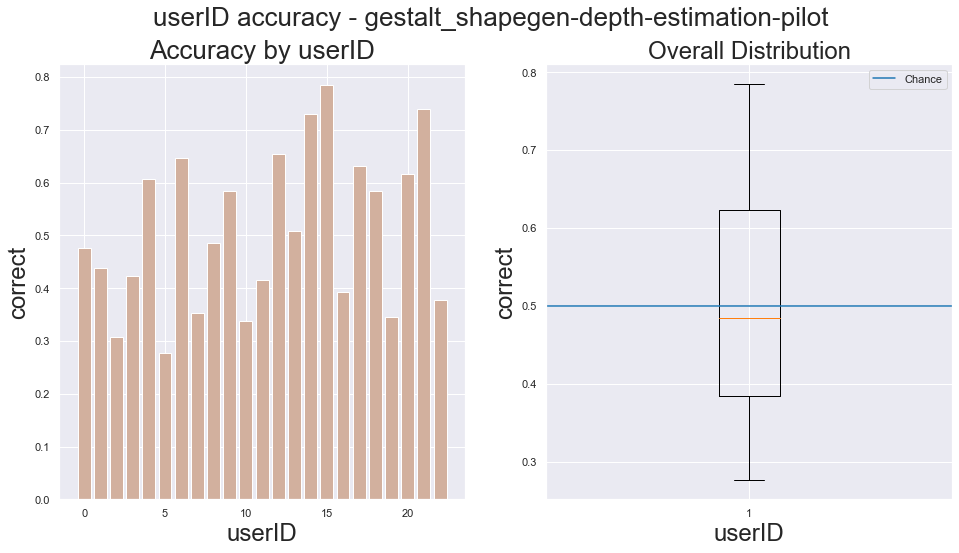 userID accuracy - gestalt_shapegen-depth-estimation-pilot
Accuracy by userID
0.8
0.7
0.6
0.5
0.4
0.3
0.2
0.1
0.0
correct
0 5 10 15 20
userID
Overall Distribution
Chance
0.8
0.7
0.6
0.5
0.4
0.3
correct
1
userID